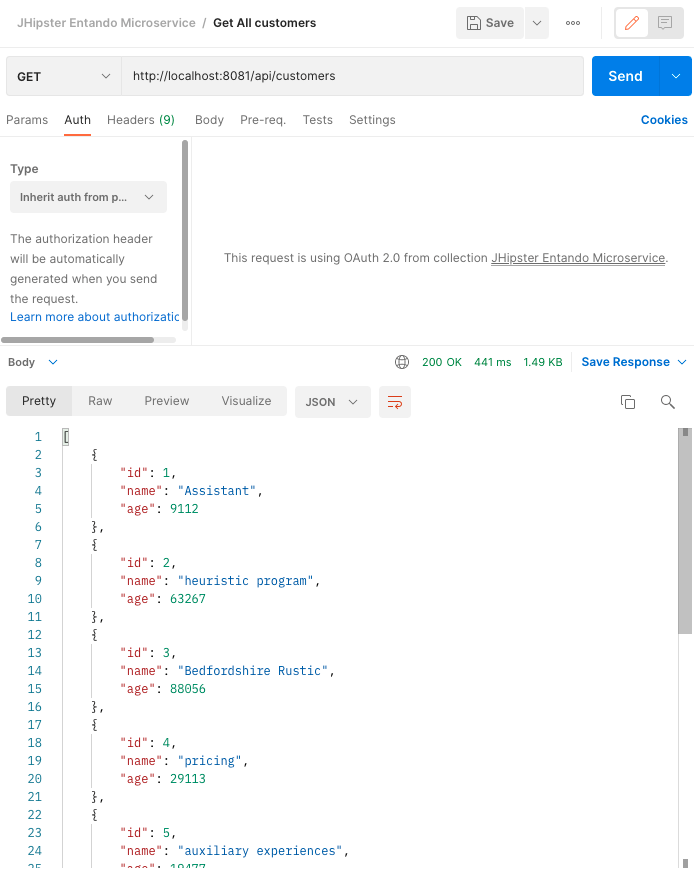 JHipster Entando Microservice / Get All customers
Save
GET
http://localhost:8081/api/customers
Send
Params Auth Headers (9) Body Pre-req. Tests Settings Cookies
Type
Inherit auth from p...
The authorization header
will be automatically
generated when you send
the request.
Learn more about authorizatio
This request is using OAuth 2.0 from collection JHipster Entando Microservice.
Body 200 OK 441 ms 1.49 KB Save Response
Pretty Raw Preview Visualize JSON
1 [
2 {
3 "id": 1,
4 "name": "Assistant",
5 "age": 9112
6 },
7 {
8 "id": 2,
9 "name": "heuristic program",
10 "age": 63267
11 },
12 {
13 "id": 3,
14 "name": "Bedfordshire Rustic",
15 "age": 88056
16 },
17 {
18 "id": 4,
19 "name": "pricing",
20 "age": 29113
21 },
22 {
23 "id": 5,
24 "name": "auxiliary experiences",
25 "age": 19477